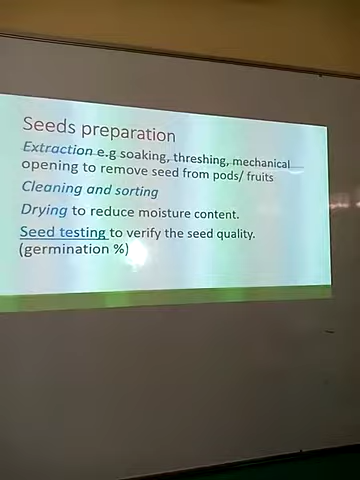 Seeds preparation
Extraction e.g soaking, threshing, mechanical
opening to remove seed from pods/ fruits
Cleaning and sorting
Drying to reduce moisture content.
Seed testing to verify the seed quality.
(germination %)